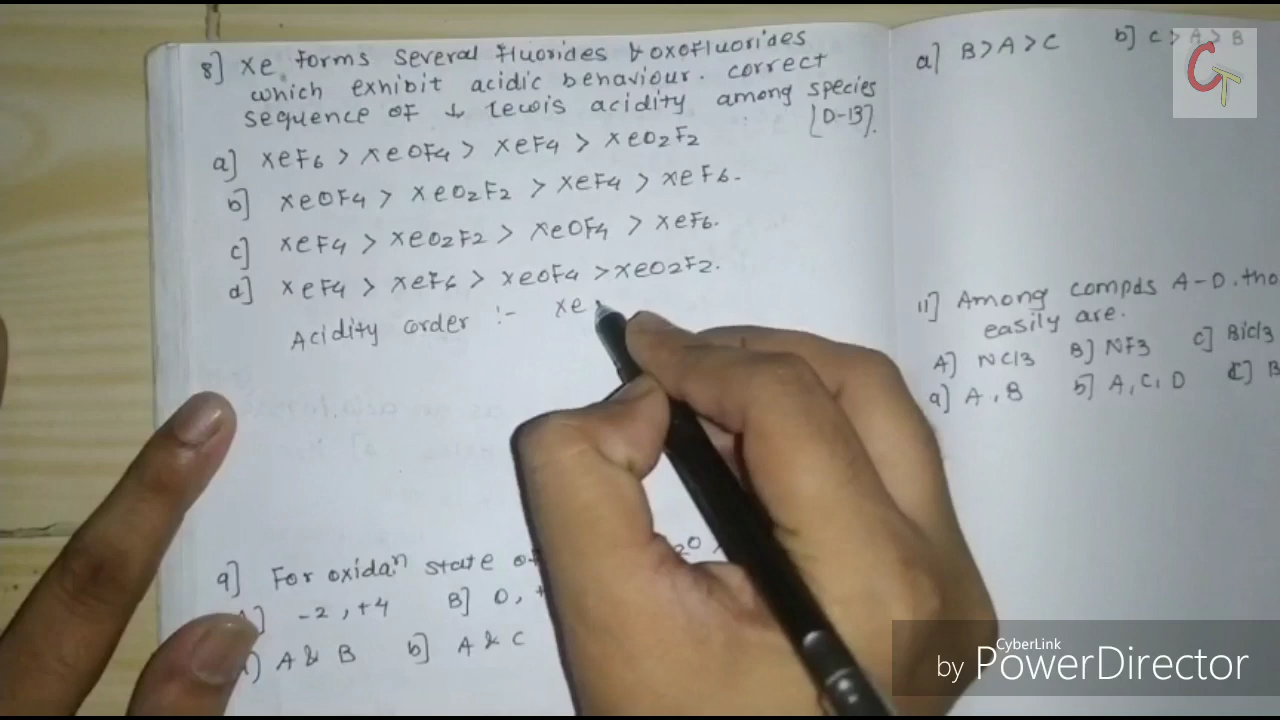 8] Xe forms several fluorides & oxofluorides
which exhibit acidic behaviour. correct
sequence of ↓ lewis acidity among species
[D-13].
a] XeF6 > XeOF4 > XeF4 > XeO2F2
b] XeOF4 > XeO2F2 > XeF4 > XeF6.
c] XeF4 > XeO2F2 > XeOF4 > XeF6.
d] XeF4 > XeF6 > XeOF4 > XeO2F2.
Acidity order :- Xe
9] For oxidan state of
A] -2, +4 B] 0, +
a) A & B b] A & C
a] B > A > C b] C > A > B
CT
11] Among compds A-D. tho
easily are.
A] NCl3 B] NF3 C] BiCl3
a] A, B b] A, C, D
CyberLink
by PowerDirector